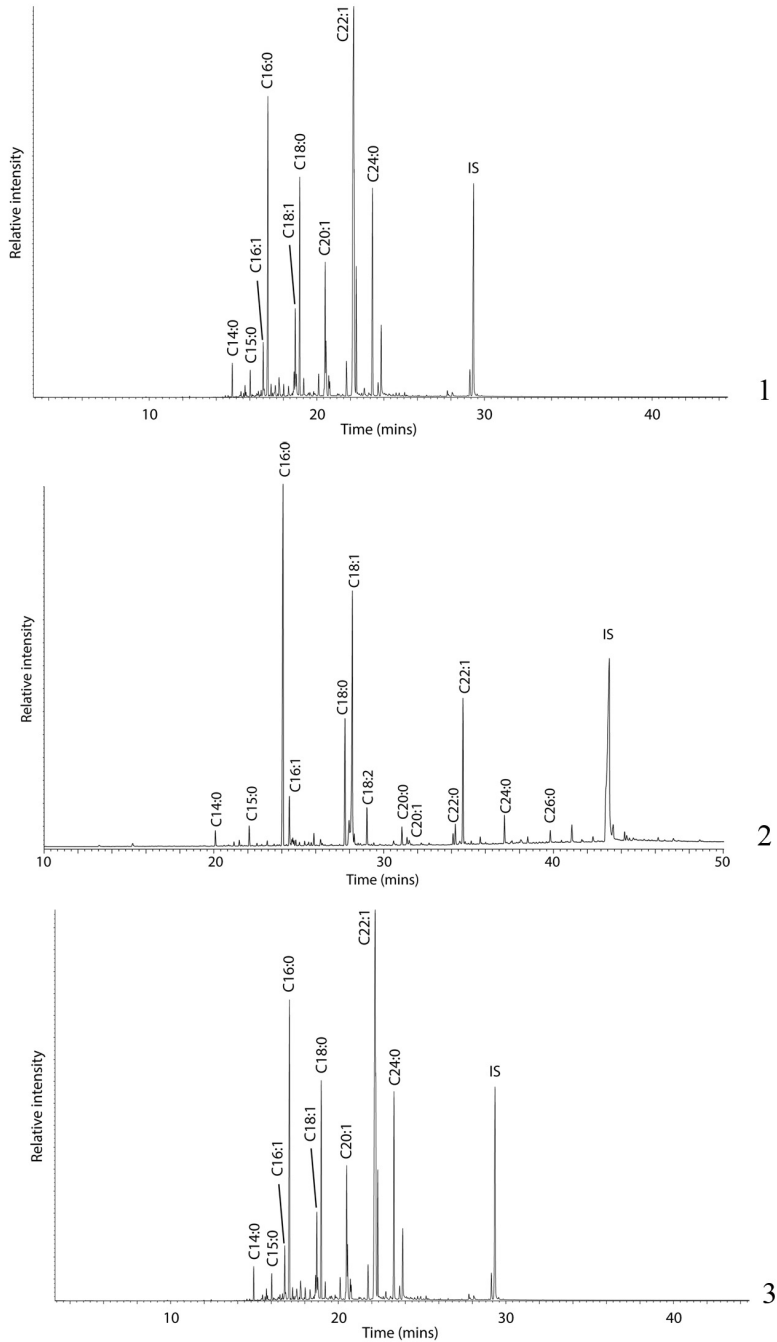 C22:1
C16:0
C18:0
C24:0
IS
C18:1
C20:1
C16:1
C14:0
C15:0
Relative intensity
10 20 30 40
Time (mins)
1
C16:0
C18:1
IS
C22:1
C18:0
C16:1
C18:2
C14:0
C15:0
C20:0
C20:1
C22:0
C24:0
C26:0
Relative intensity
10 20 30 40 50
Time (mins)
2
C22:1
C16:0
C18:0
C24:0
IS
C18:1
C20:1
C16:1
C14:0
C15:0
Relative intensity
10 20 30 40
Time (mins)
3